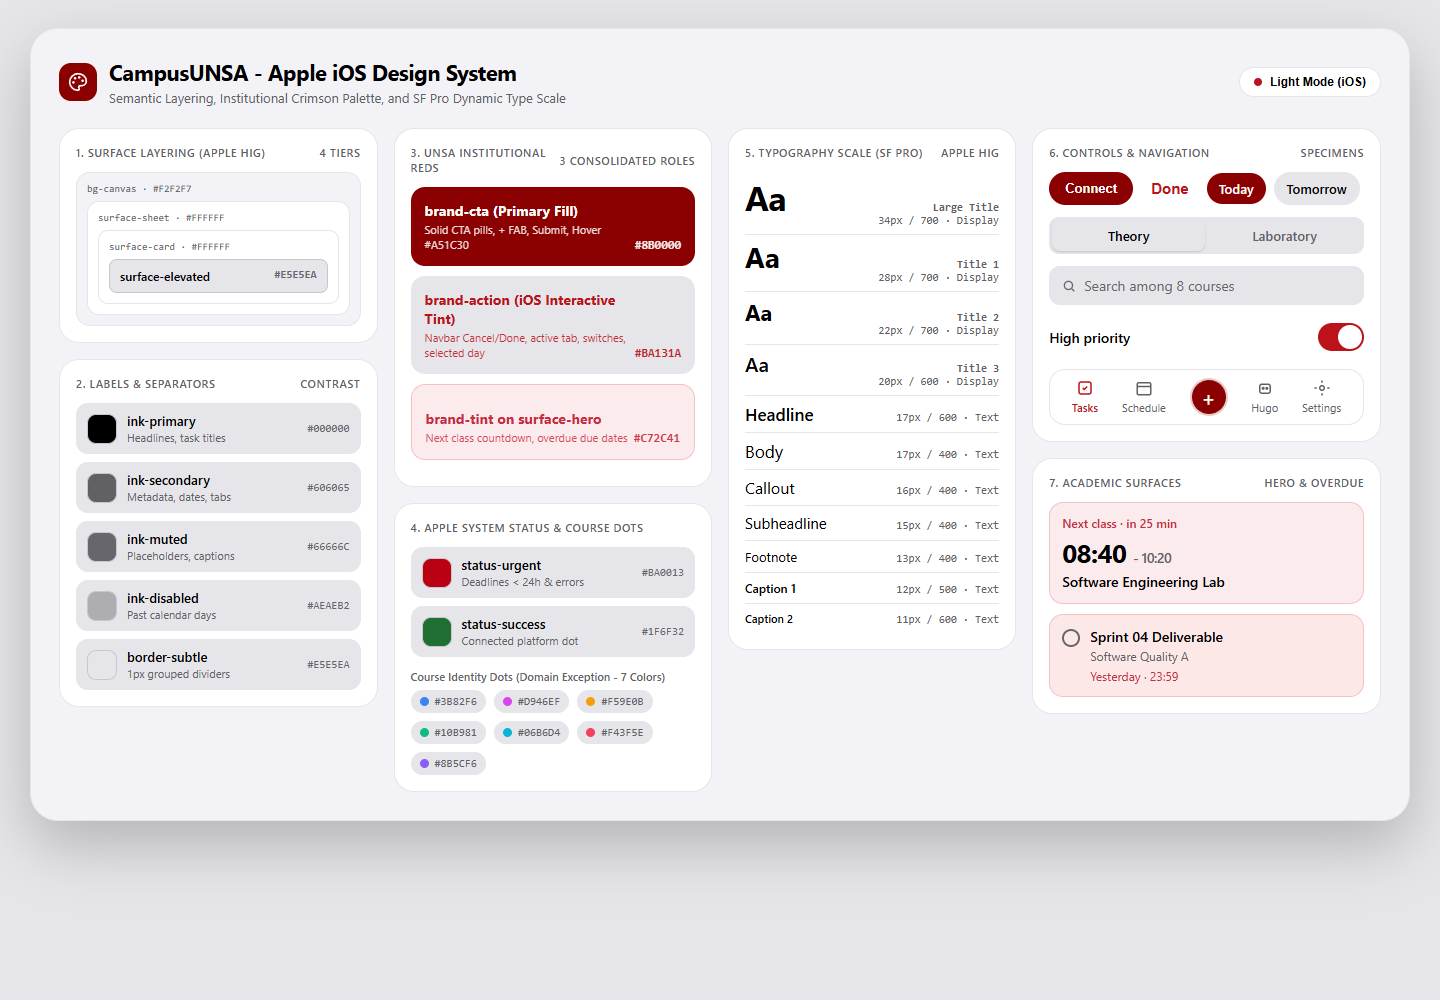 CampusUNSA - Apple iOS Design System
Semantic Layering, Institutional Crimson Palette, and SF Pro Dynamic Type Scale
Light Mode (iOS)
1. SURFACE LAYERING (APPLE HIG)
4 TIERS
bg-canvas · #F2F2F7
surface-sheet · #FFFFFF
surface-card · #FFFFFF
surface-elevated
#E5E5EA
2. LABELS & SEPARATORS
CONTRAST
ink-primary
Headlines, task titles
#000000
ink-secondary
Metadata, dates, tabs
#606065
ink-muted
Placeholders, captions
#66666C
ink-disabled
Past calendar days
#AEAEB2
border-subtle
1px grouped dividers
#E5E5EA
3. UNSA INSTITUTIONAL
REDS
3 CONSOLIDATED ROLES
brand-cta (Primary Fill)
Solid CTA pills, + FAB, Submit, Hover
#A51C30
#8B0000
brand-action (iOS Interactive
Tint)
Navbar Cancel/Done, active tab, switches,
selected day
#BA131A
brand-tint on surface-hero
Next class countdown, overdue due dates
#C72C41
4. APPLE SYSTEM STATUS & COURSE DOTS
status-urgent
Deadlines < 24h & errors
#BA0013
status-success
Connected platform dot
#1F6F32
Course Identity Dots (Domain Exception - 7 Colors)
#3B82F6
#D946EF
#F59E0B
#10B981
#06B6D4
#F43F5E
#8B5CF6
5. TYPOGRAPHY SCALE (SF PRO)
APPLE HIG
Aa
Large Title
34px / 700 · Display
Aa
Title 1
28px / 700 · Display
Aa
Title 2
22px / 700 · Display
Aa
Title 3
20px / 600 · Display
Headline
17px / 600 · Text
Body
17px / 400 · Text
Callout
16px / 400 · Text
Subheadline
15px / 400 · Text
Footnote
13px / 400 · Text
Caption 1
12px / 500 · Text
Caption 2
11px / 600 · Text
6. CONTROLS & NAVIGATION
SPECIMENS
Connect
Done
Today
Tomorrow
Theory
Laboratory
Search among 8 courses
High priority
Tasks
Schedule
+
Hugo
Settings
7. ACADEMIC SURFACES
HERO & OVERDUE
Next class · in 25 min
08:40 - 10:20
Software Engineering Lab
Sprint 04 Deliverable
Software Quality A
Yesterday · 23:59